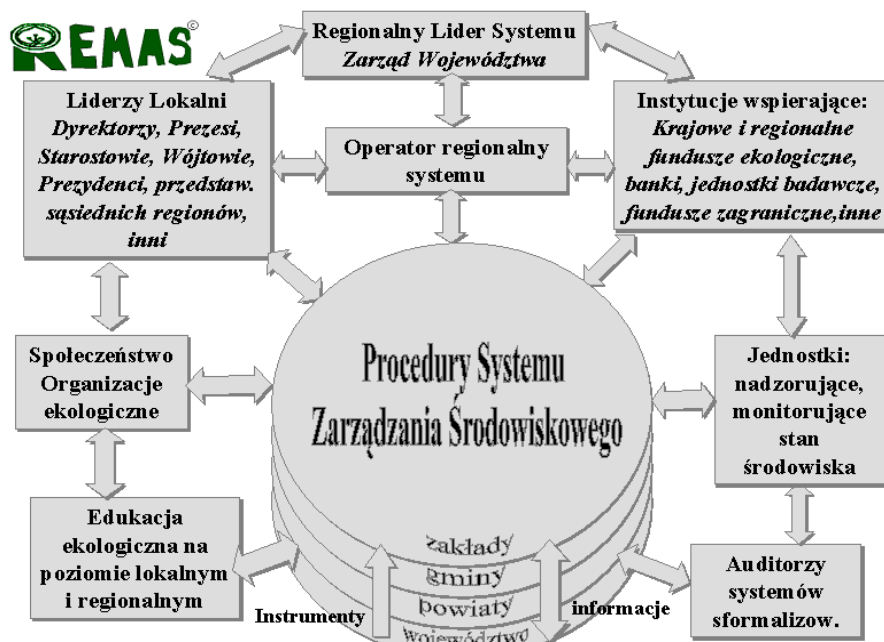 REMAS©
Regionalny Lider Systemu
Zarząd Województwa
Liderzy Lokalni
Dyrektorzy, Prezesi,
Starostowie, Wójtowie,
Prezydenci, przedstaw.
sąsiednich regionów,
inni
Operator regionalny
systemu
Instytucje wspierające:
Krajowe i regionalne
fundusze ekologiczne,
banki, jednostki badawcze,
fundusze zagraniczne,inne
Społeczeństwo
Organizacje
ekologiczne
Procedury Systemu
Zarządzania Środowiskowego
Jednostki:
nadzorujące,
monitorujące
stan
środowiska
Edukacja
ekologiczna na
poziomie lokalnym
i regionalnym
zakłady
gminy
powiaty
województwo
Instrumenty
informacje
Auditorzy
systemów
sformalizow.